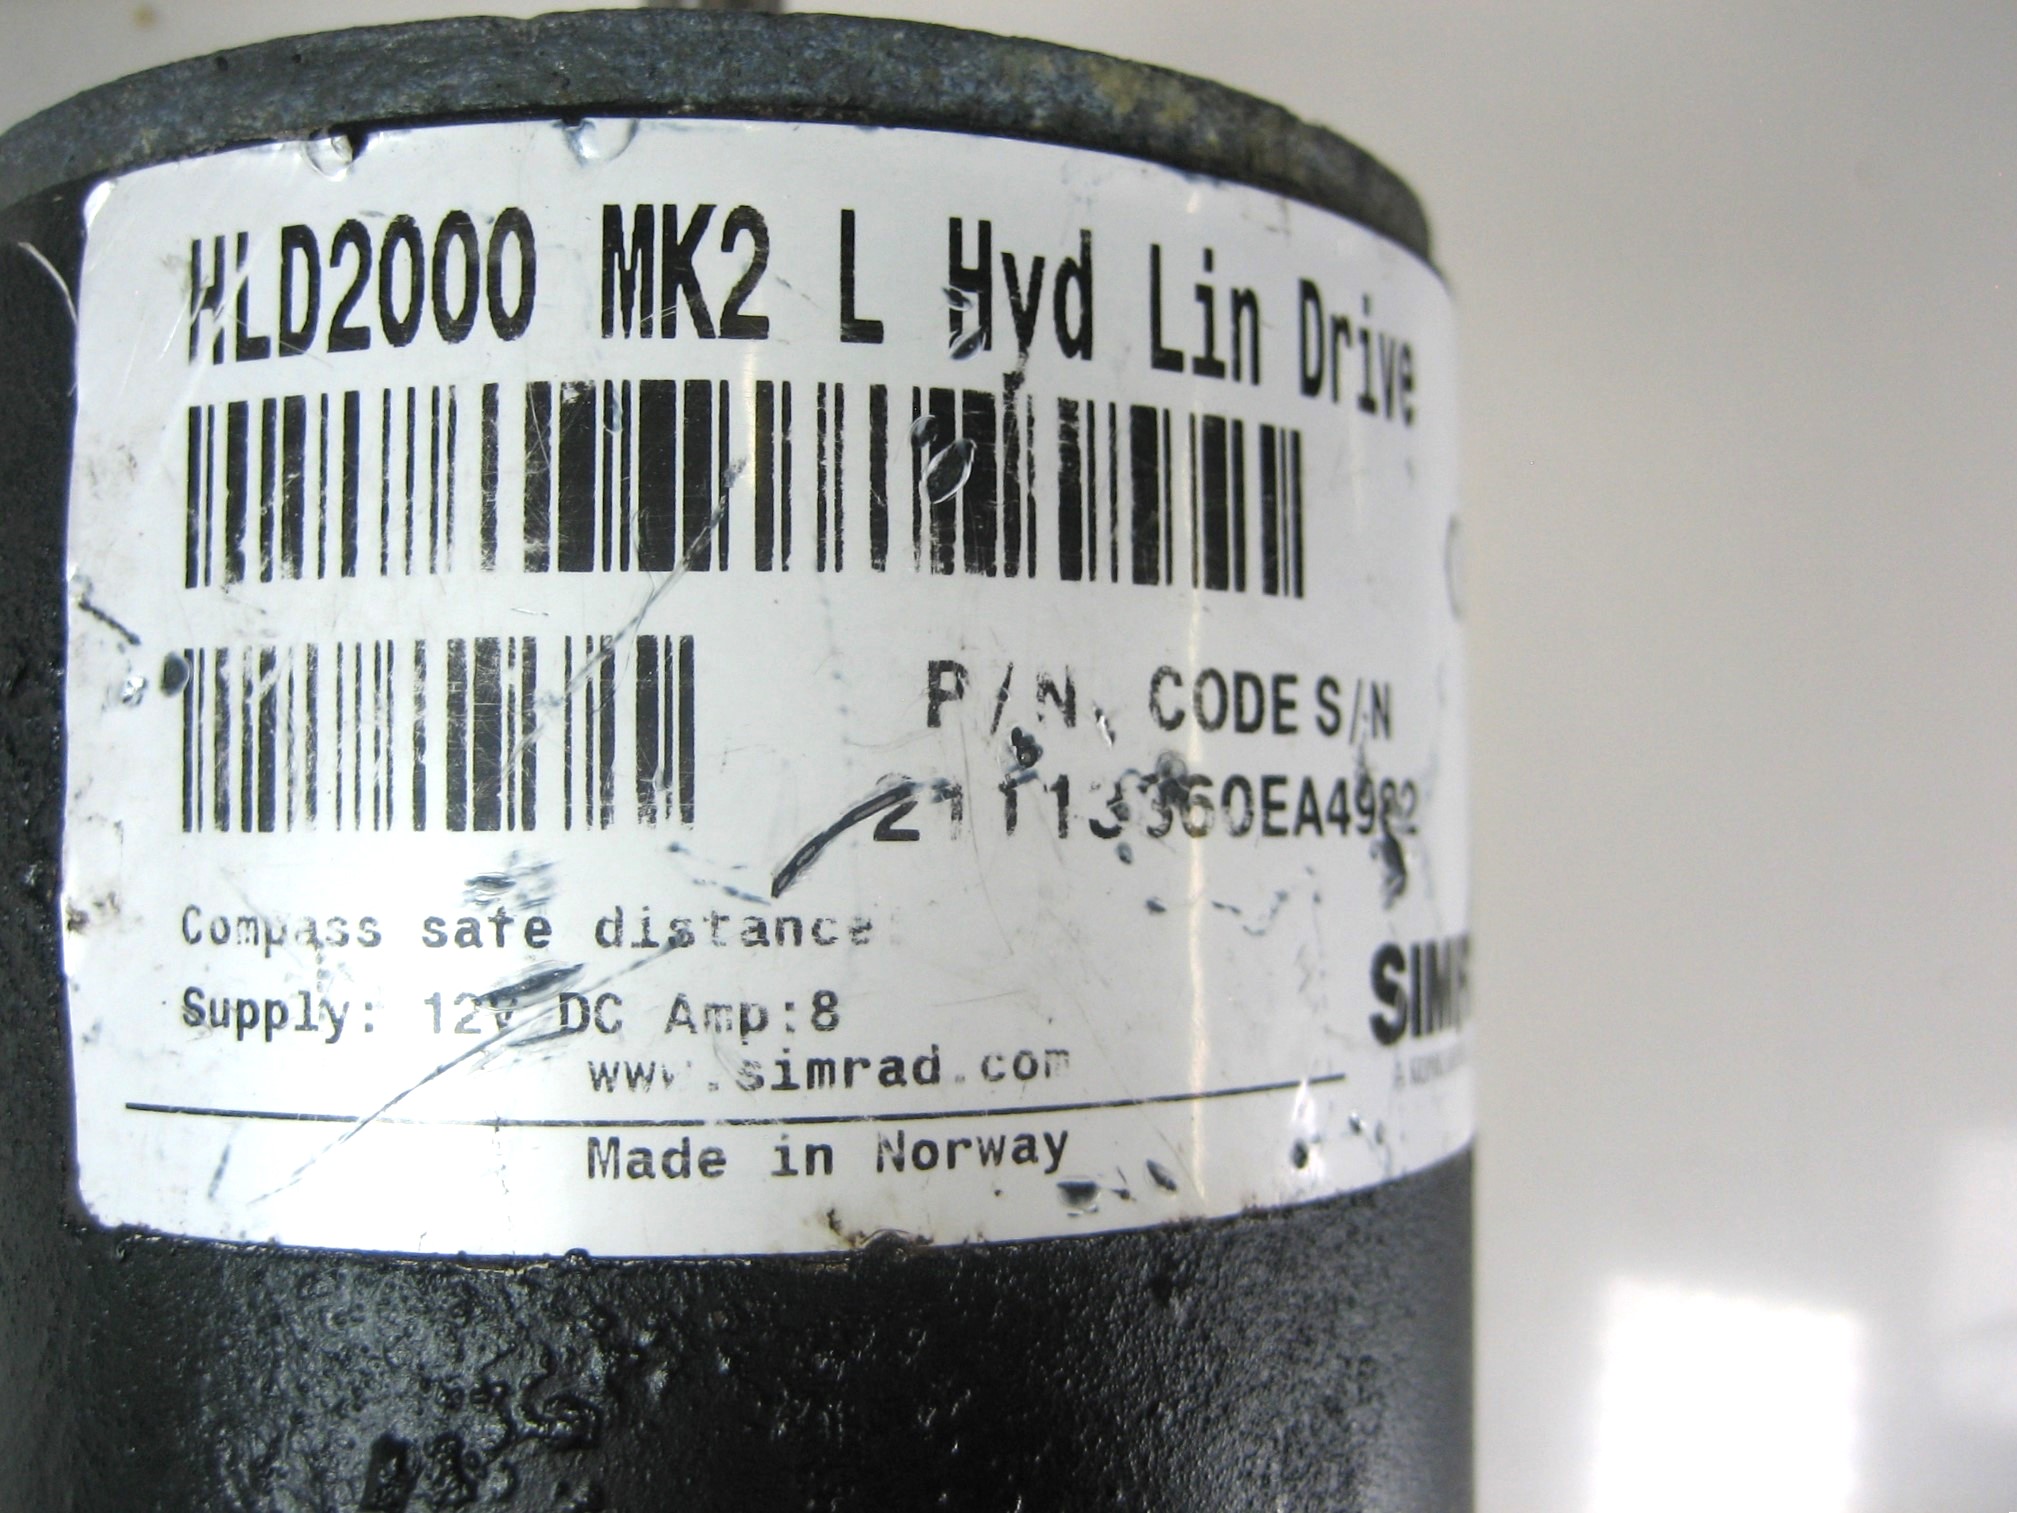 HLD2000 MK2 L Hyd Lin Drive
P/N, CODE S/N
Compass safe distance:
Supply: 12V DC Amp:8
www.simrad.com
Made in Norway